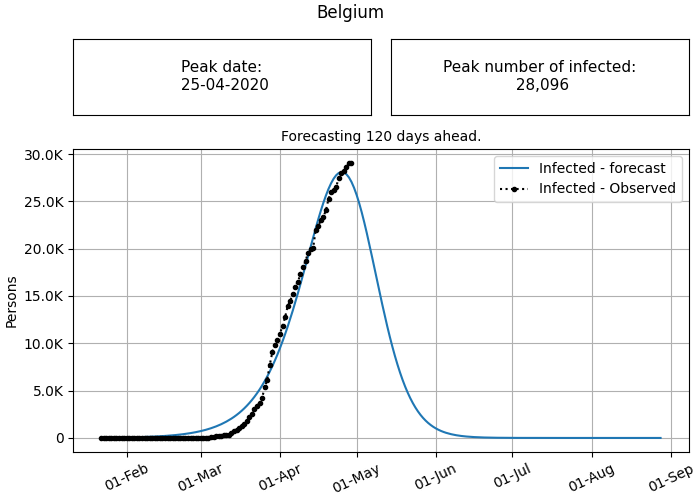 Belgium
Peak date:
25-04-2020
Peak number of infected:
28,096
Forecasting 120 days ahead.
30.0K
25.0K
20.0K
15.0K
10.0K
5.0K
0
Persons
Infected - forecast
Infected - Observed
01-Feb
01-Mar
01-Apr
01-May
01-Jun
01-Jul
01-Aug
01-Sep